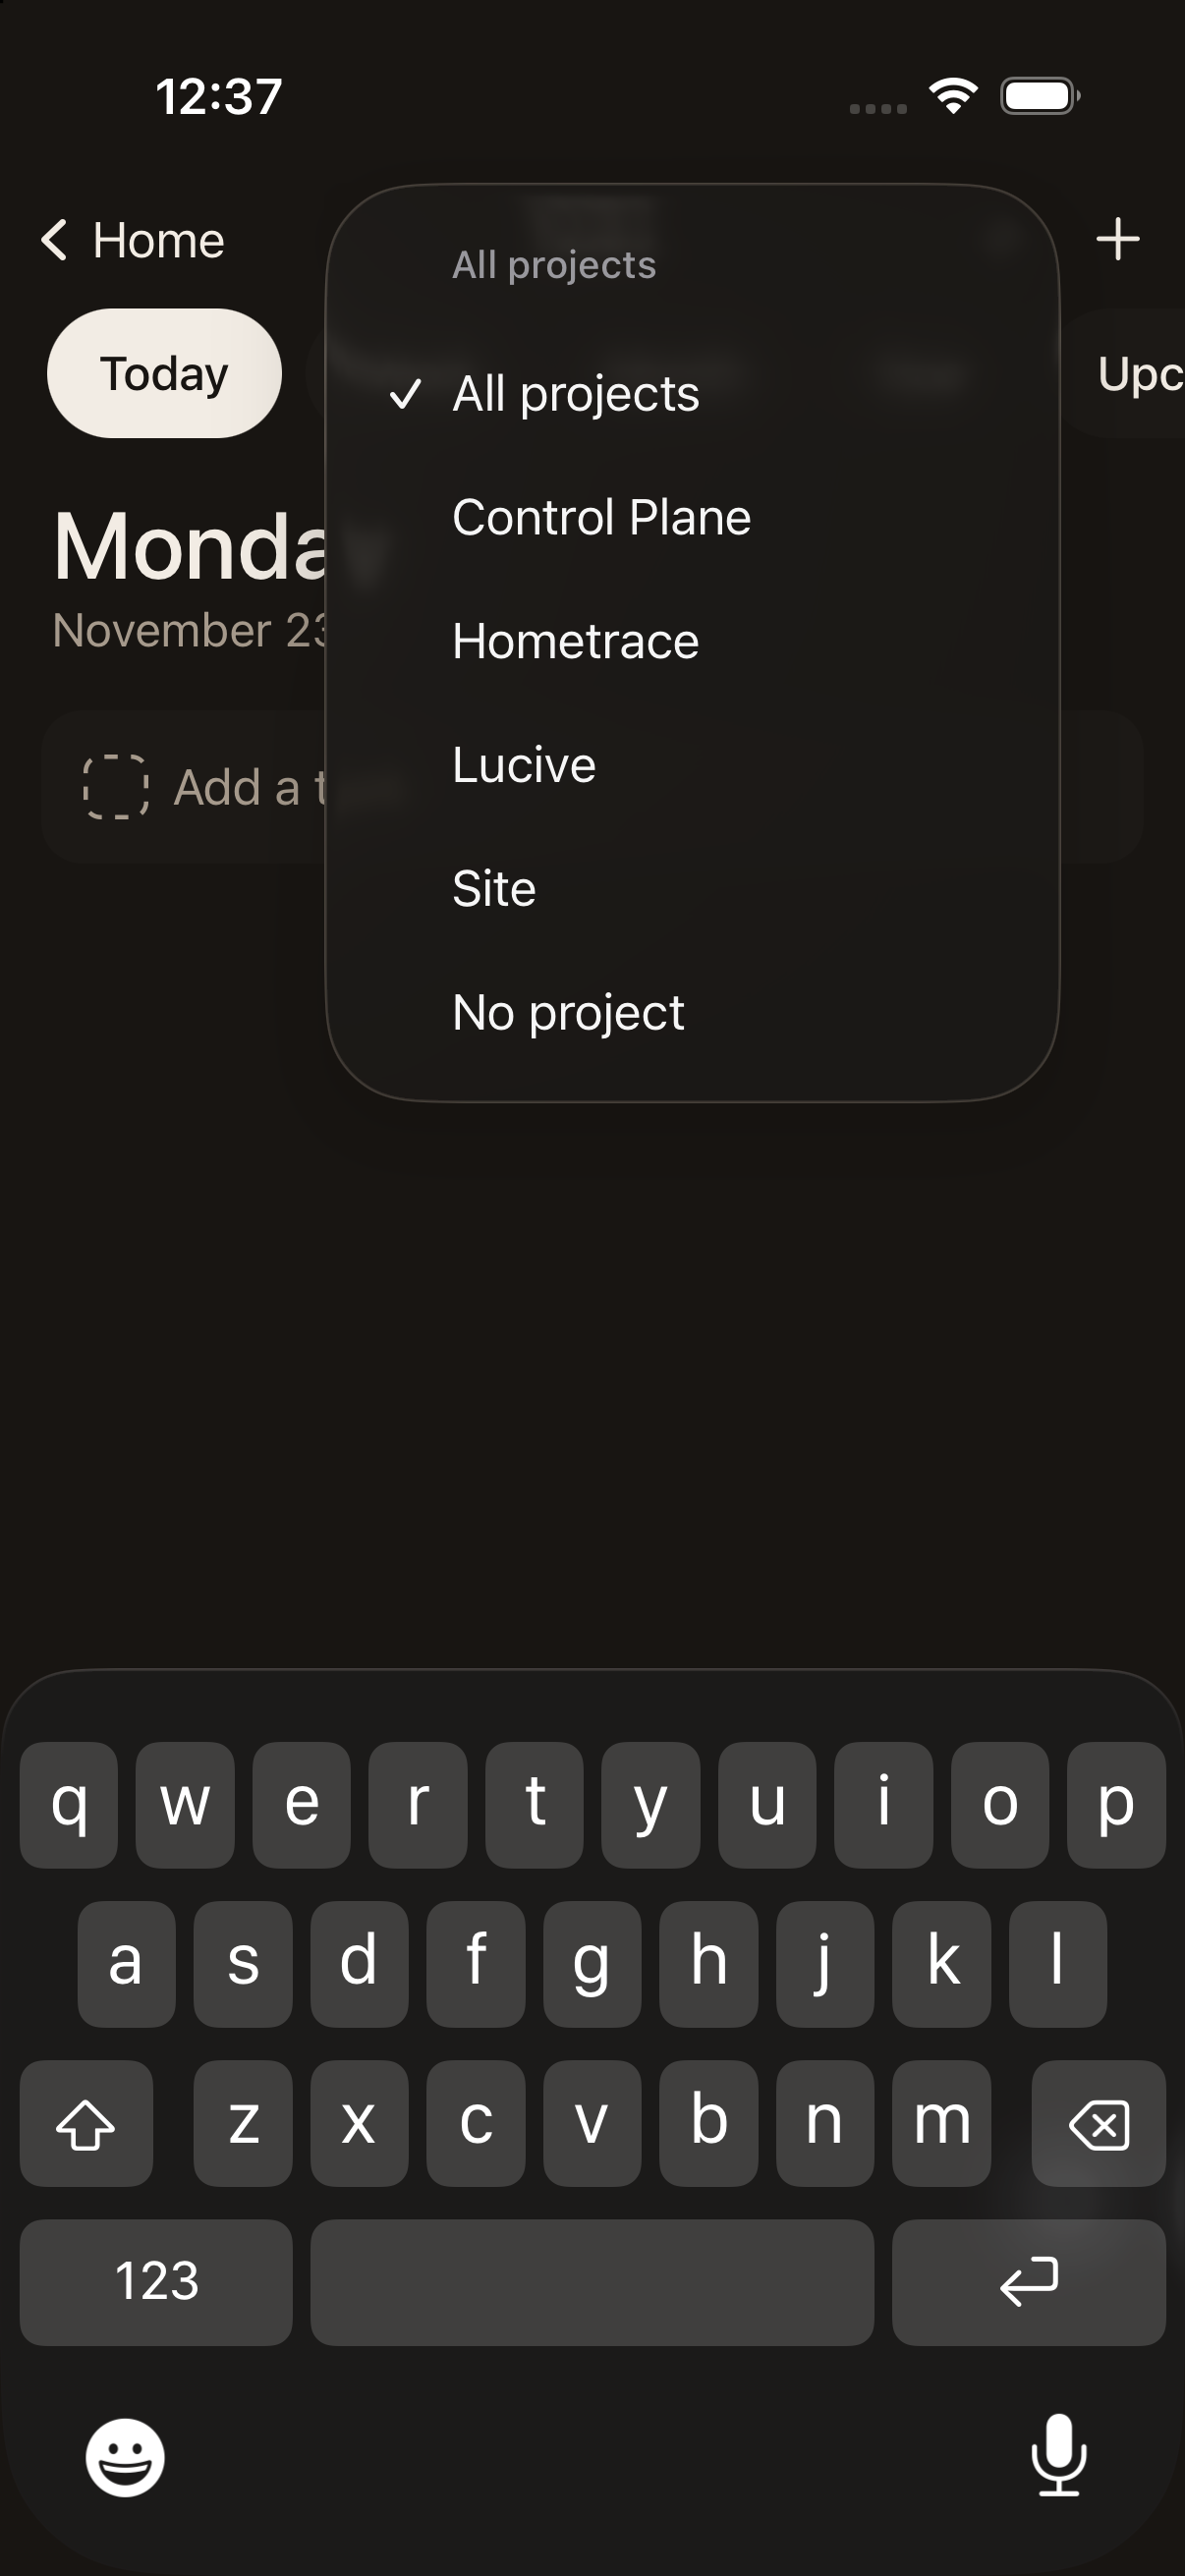 12:37
Home
All projects
Today
All projects
Upc
Control Plane
Monda
November 23
Hometrace
Lucive
Add a t
Site
No project
q w e r t y u i o p
a s d f g h j k l
z x c v b n m
123